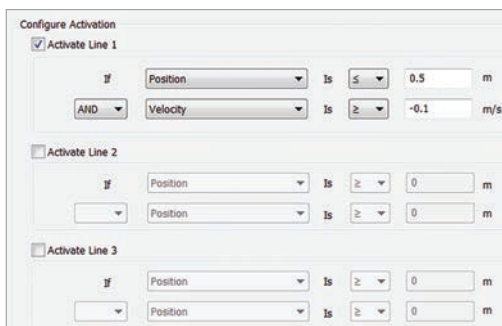 Configure Activation
Activate Line 1
If Position Is ≤ 0.5 m
AND Velocity Is ≥ -0.1 m/s
Activate Line 2
If Position Is ≥ 0 m
Position Is ≥ 0 m
Activate Line 3
If Position Is ≥ 0 m
Position Is ≥ 0 m